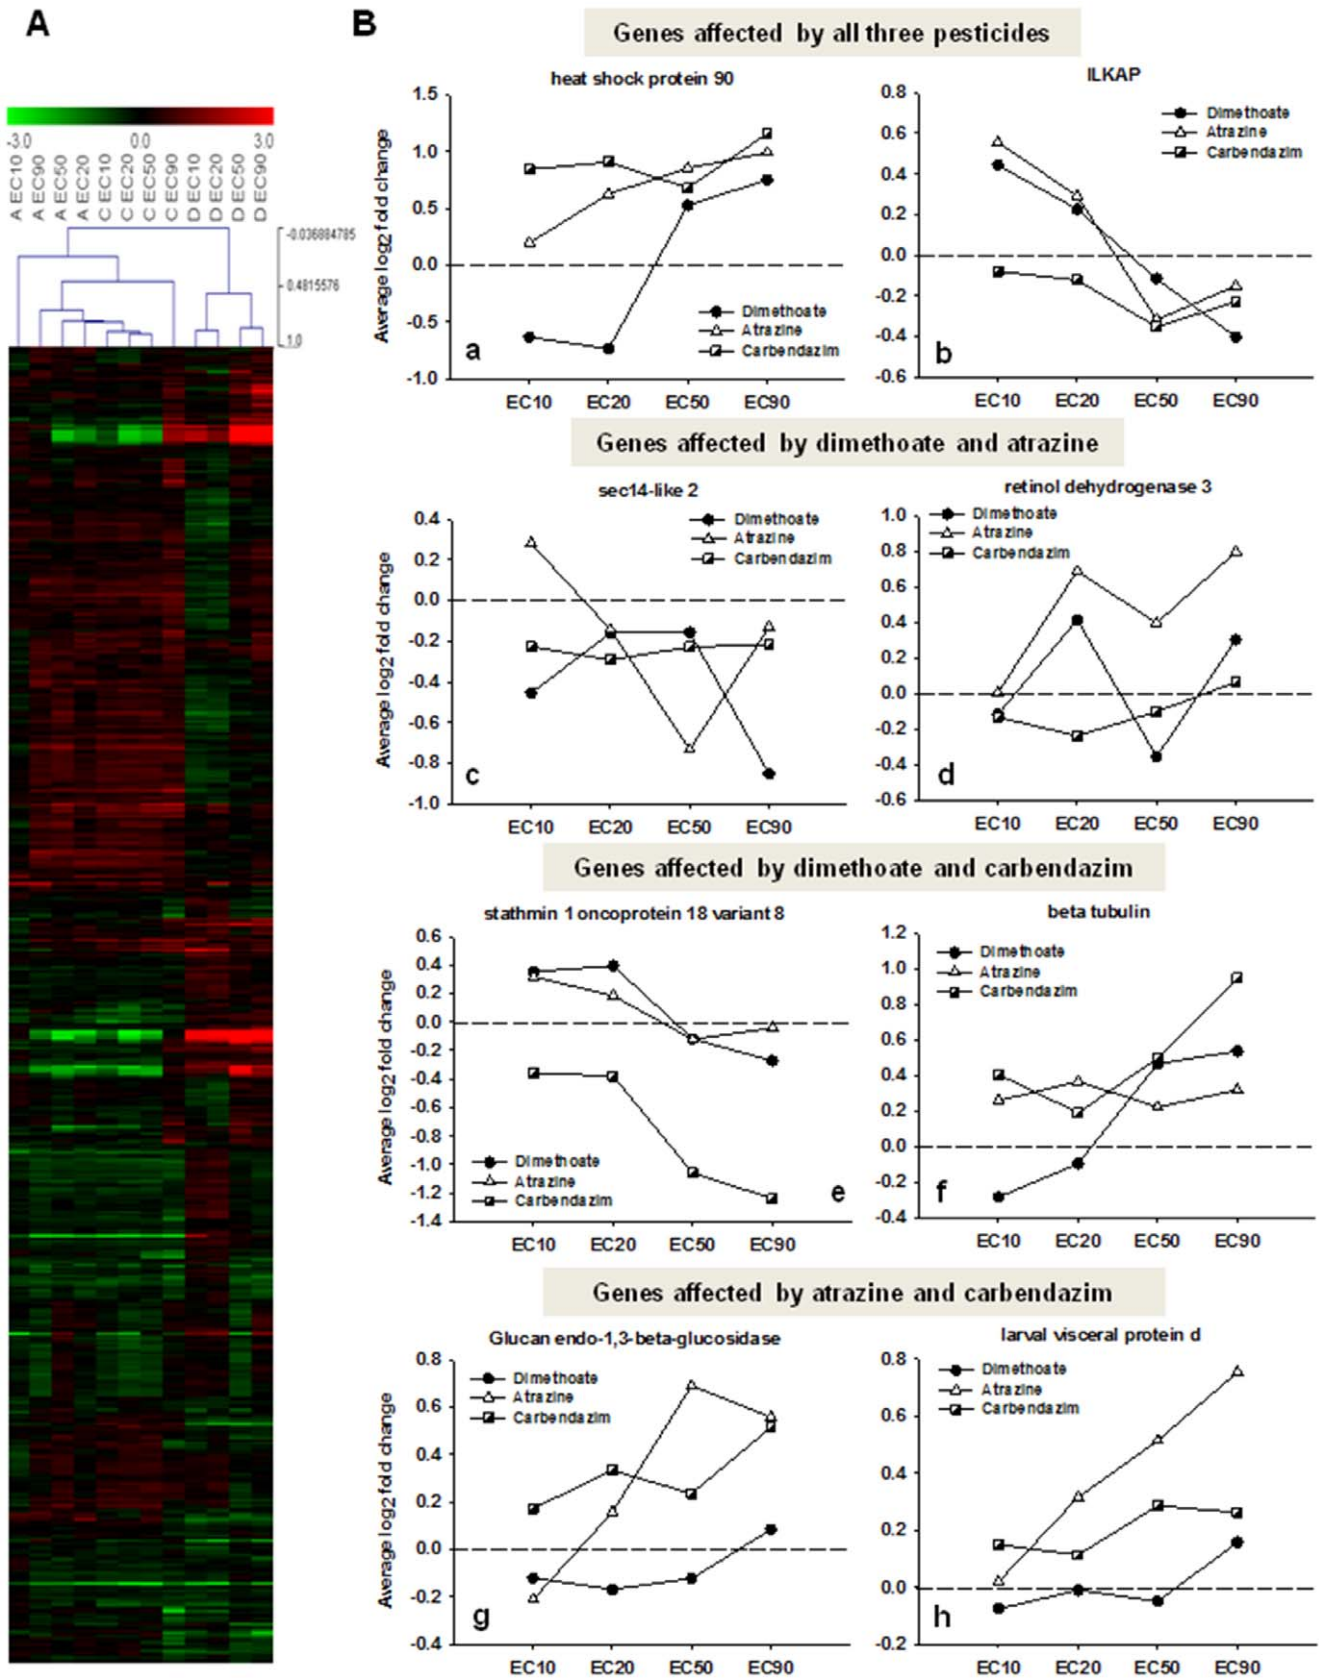 A
B
Genes affected by all three pesticides
-3.0 0.0 3.0
A EC10
A EC90
A EC50
A EC20
C EC10
C EC20
C EC50
C EC90
D EC10
D EC20
D EC50
D EC90
-0.036884785
0.4815576
1.0
heat shock protein 90
Average log2 fold change
1.5
1.0
0.5
0.0
-0.5
-1.0
Dimethoate
Atrazine
Carbendazim
a
EC10 EC20 EC50 EC90
ILKAP
0.8
0.6
0.4
0.2
0.0
-0.2
-0.4
-0.6
Dimethoate
Atrazine
Carbendazim
b
EC10 EC20 EC50 EC90
Genes affected by dimethoate and atrazine
sec14-like 2
Average log2 fold change
0.4
0.2
0.0
-0.2
-0.4
-0.6
-0.8
-1.0
Dimethoate
Atrazine
Carbendazim
c
EC10 EC20 EC50 EC90
retinol dehydrogenase 3
1.0
0.8
0.6
0.4
0.2
0.0
-0.2
-0.4
-0.6
Dimethoate
Atrazine
Carbendazim
d
EC10 EC20 EC50 EC90
Genes affected by dimethoate and carbendazim
stathmin 1 oncoprotein 18 variant 8
Average log2 fold change
0.6
0.4
0.2
0.0
-0.2
-0.4
-0.6
-0.8
-1.0
-1.2
-1.4
Dimethoate
Atrazine
Carbendazim
e
EC10 EC20 EC50 EC90
beta tubulin
1.2
1.0
0.8
0.6
0.4
0.2
0.0
-0.2
-0.4
Dimethoate
Atrazine
Carbendazim
f
EC10 EC20 EC50 EC90
Genes affected by atrazine and carbendazim
Glucan endo-1,3-beta-glucosidase
Average log2 fold change
0.8
0.6
0.4
0.2
0.0
-0.2
-0.4
Dimethoate
Atrazine
Carbendazim
g
EC10 EC20 EC50 EC90
larval visceral protein d
0.8
0.6
0.4
0.2
0.0
-0.2
Dimethoate
Atrazine
Carbendazim
h
EC10 EC20 EC50 EC90